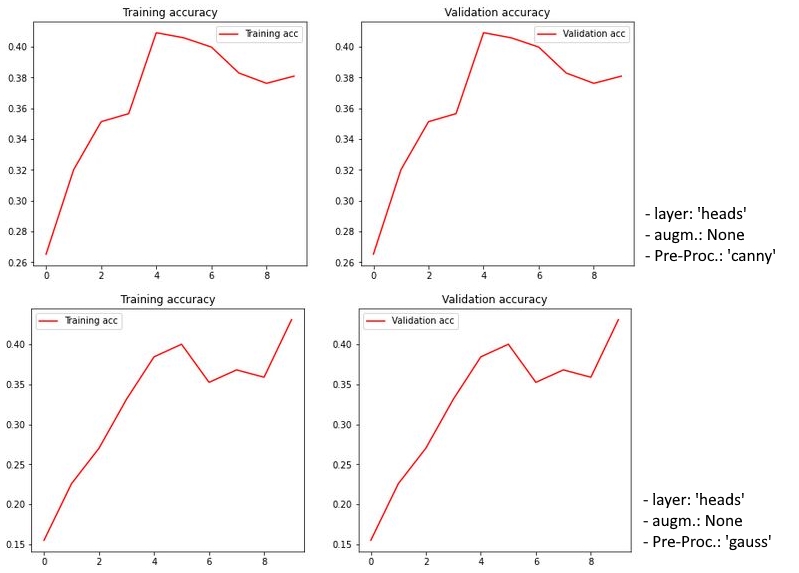 Training accuracy
Validation accuracy
Training acc
Validation acc
0.40
0.38
0.36
0.34
0.32
0.30
0.28
0.26
0 2 4 6 8
0.40
0.38
0.36
0.34
0.32
0.30
0.28
0.26
0 2 4 6 8
- layer: 'heads'
- augm.: None
- Pre-Proc.: 'canny'
Training accuracy
Validation accuracy
Training acc
Validation acc
0.40
0.35
0.30
0.25
0.20
0.15
0 2 4 6 8
0.40
0.35
0.30
0.25
0.20
0.15
0 2 4 6 8
- layer: 'heads'
- augm.: None
- Pre-Proc.: 'gauss'